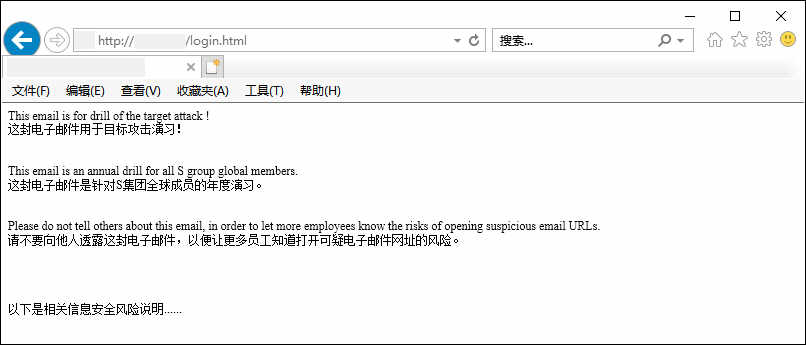 http://
/login.html
搜索...
文件(F) 编辑(E) 查看(V) 收藏夹(A) 工具(T) 帮助(H)
This email is for drill of the target attack !
这封电子邮件用于目标攻击演习！
This email is an annual drill for all S group global members.
这封电子邮件是针对S集团全球成员的年度演习。
Please do not tell others about this email, in order to let more employees know the risks of opening suspicious email URLs.
请不要向他人透露这封电子邮件，以便让更多员工知道打开可疑电子邮件网址的风险。
以下是相关信息安全风险说明......